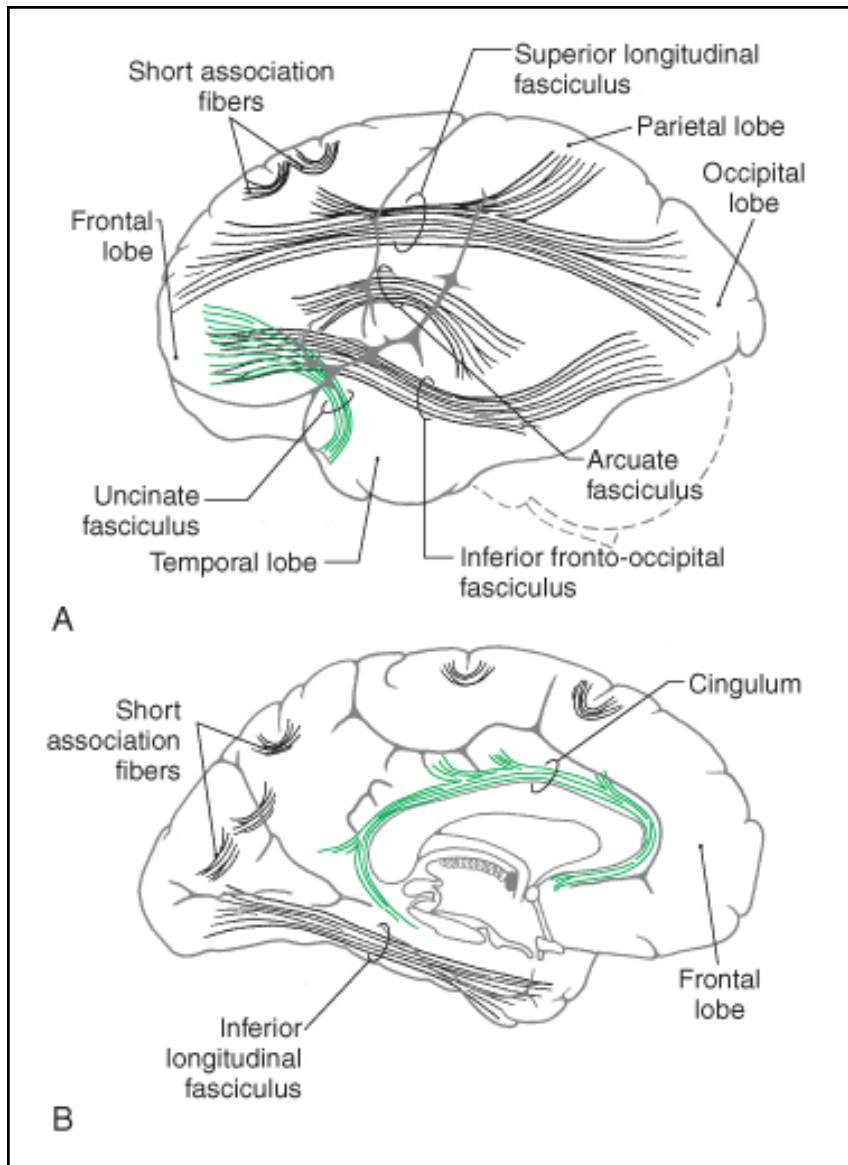 Superior longitudinal
fasciculus
Short association
fibers
Parietal lobe
Occipital
lobe
Frontal
lobe
Arcuate
fasciculus
Uncinate
fasciculus
Temporal lobe
Inferior fronto-occipital
fasciculus
A
Cingulum
Short
association
fibers
Frontal
lobe
Inferior
longitudinal
fasciculus
B